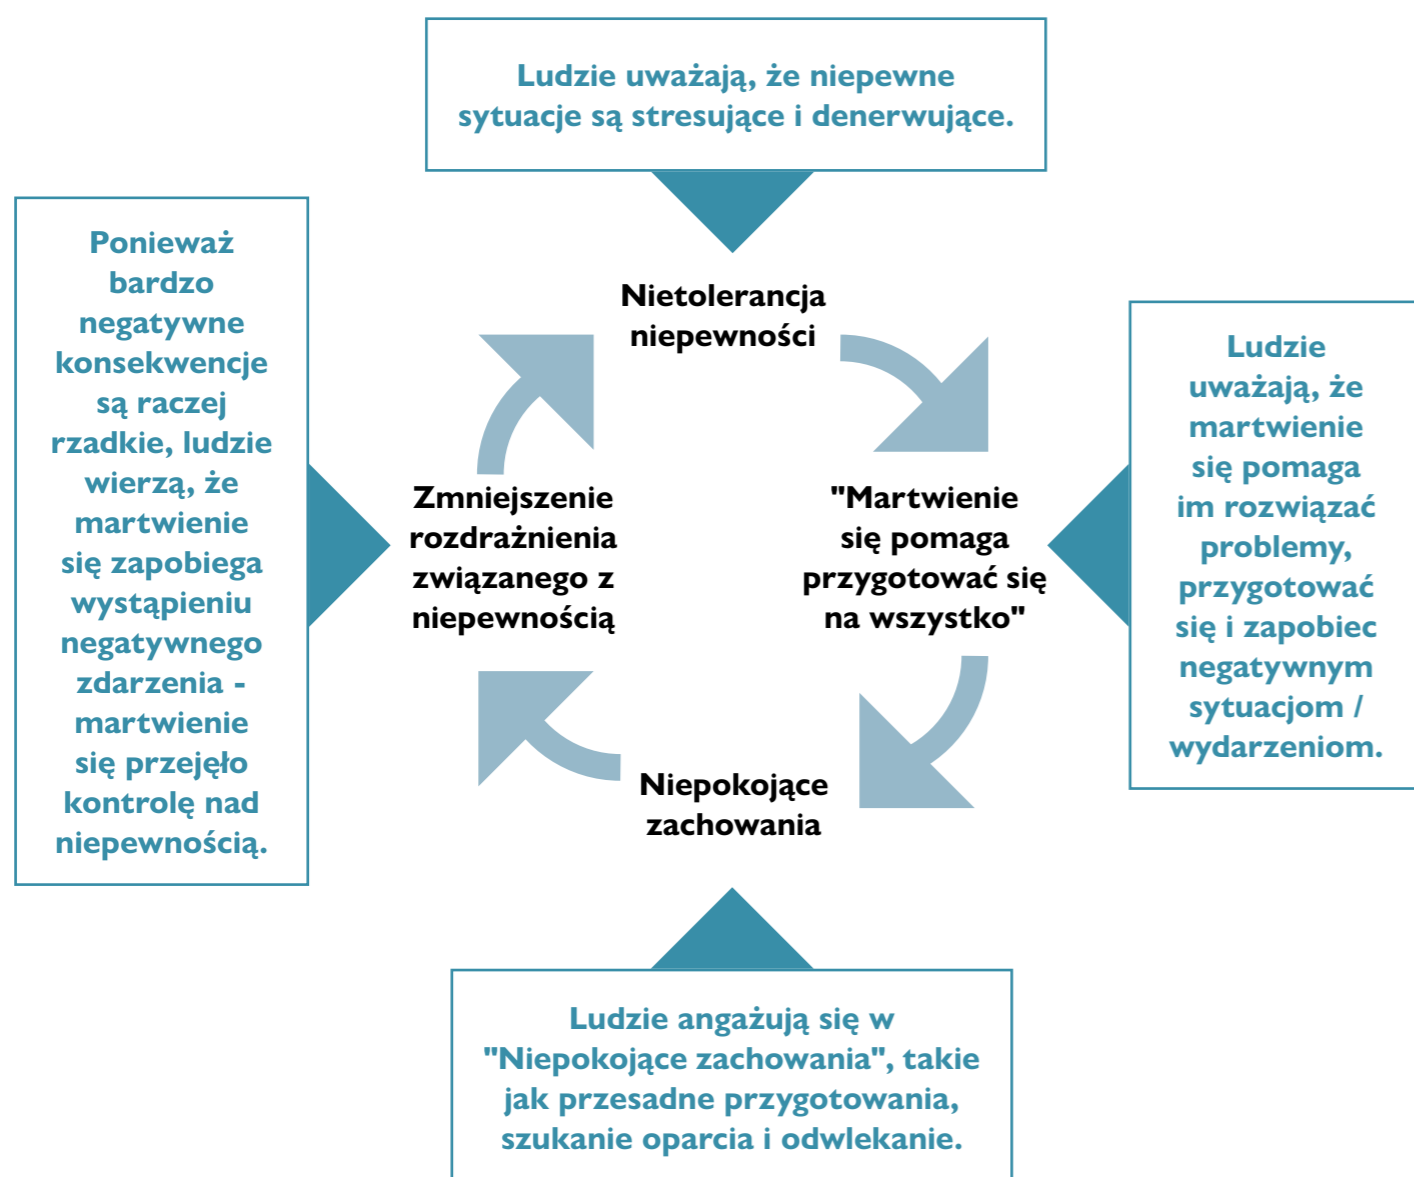 Ludzie uważają, że niepewne
sytuacje są stresujące i denerwujące.
Nietolerancja
niepewności
Ludzie
uważają, że
martwienie
się pomaga
im rozwiązać
problemy,
przygotować
się i zapobiec
negatywnym
sytuacjom /
wydarzeniom.
"Martwienie
się pomaga
przygotować się
na wszystko"
Niepokojące
zachowania
Ludzie angażują się w
"Niepokojące zachowania", takie
jak przesadne przygotowania,
szukanie oparcia i odwlekanie.
Zmniejszenie
rozdrażnienia
związanego z
niepewnością
Ponieważ
bardzo
negatywne
konsekwencje
są raczej
rzadkie, ludzie
wierzą, że
martwienie
się zapobiega
wystąpieniu
negatywnego
zdarzenia -
martwienie
się przejęło
kontrolę nad
niepewnością.